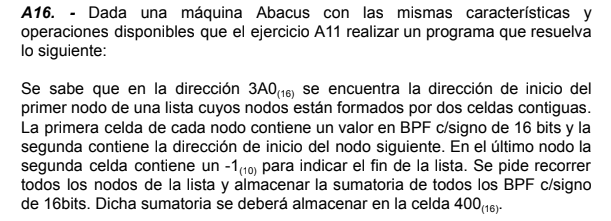 A16. - Dada una máquina Abacus con las mismas características y
operaciones disponibles que el ejercicio A11 realizar un programa que resuelva
lo siguiente:
Se sabe que en la dirección 3A0(16) se encuentra la dirección de inicio del
primer nodo de una lista cuyos nodos están formados por dos celdas contiguas.
La primera celda de cada nodo contiene un valor en BPF c/signo de 16 bits y la
segunda contiene la dirección de inicio del nodo siguiente. En el último nodo la
segunda celda contiene un -1(10) para indicar el fin de la lista. Se pide recorrer
todos los nodos de la lista y almacenar la sumatoria de todos los BPF c/signo
de 16bits. Dicha sumatoria se deberá almacenar en la celda 400(16).